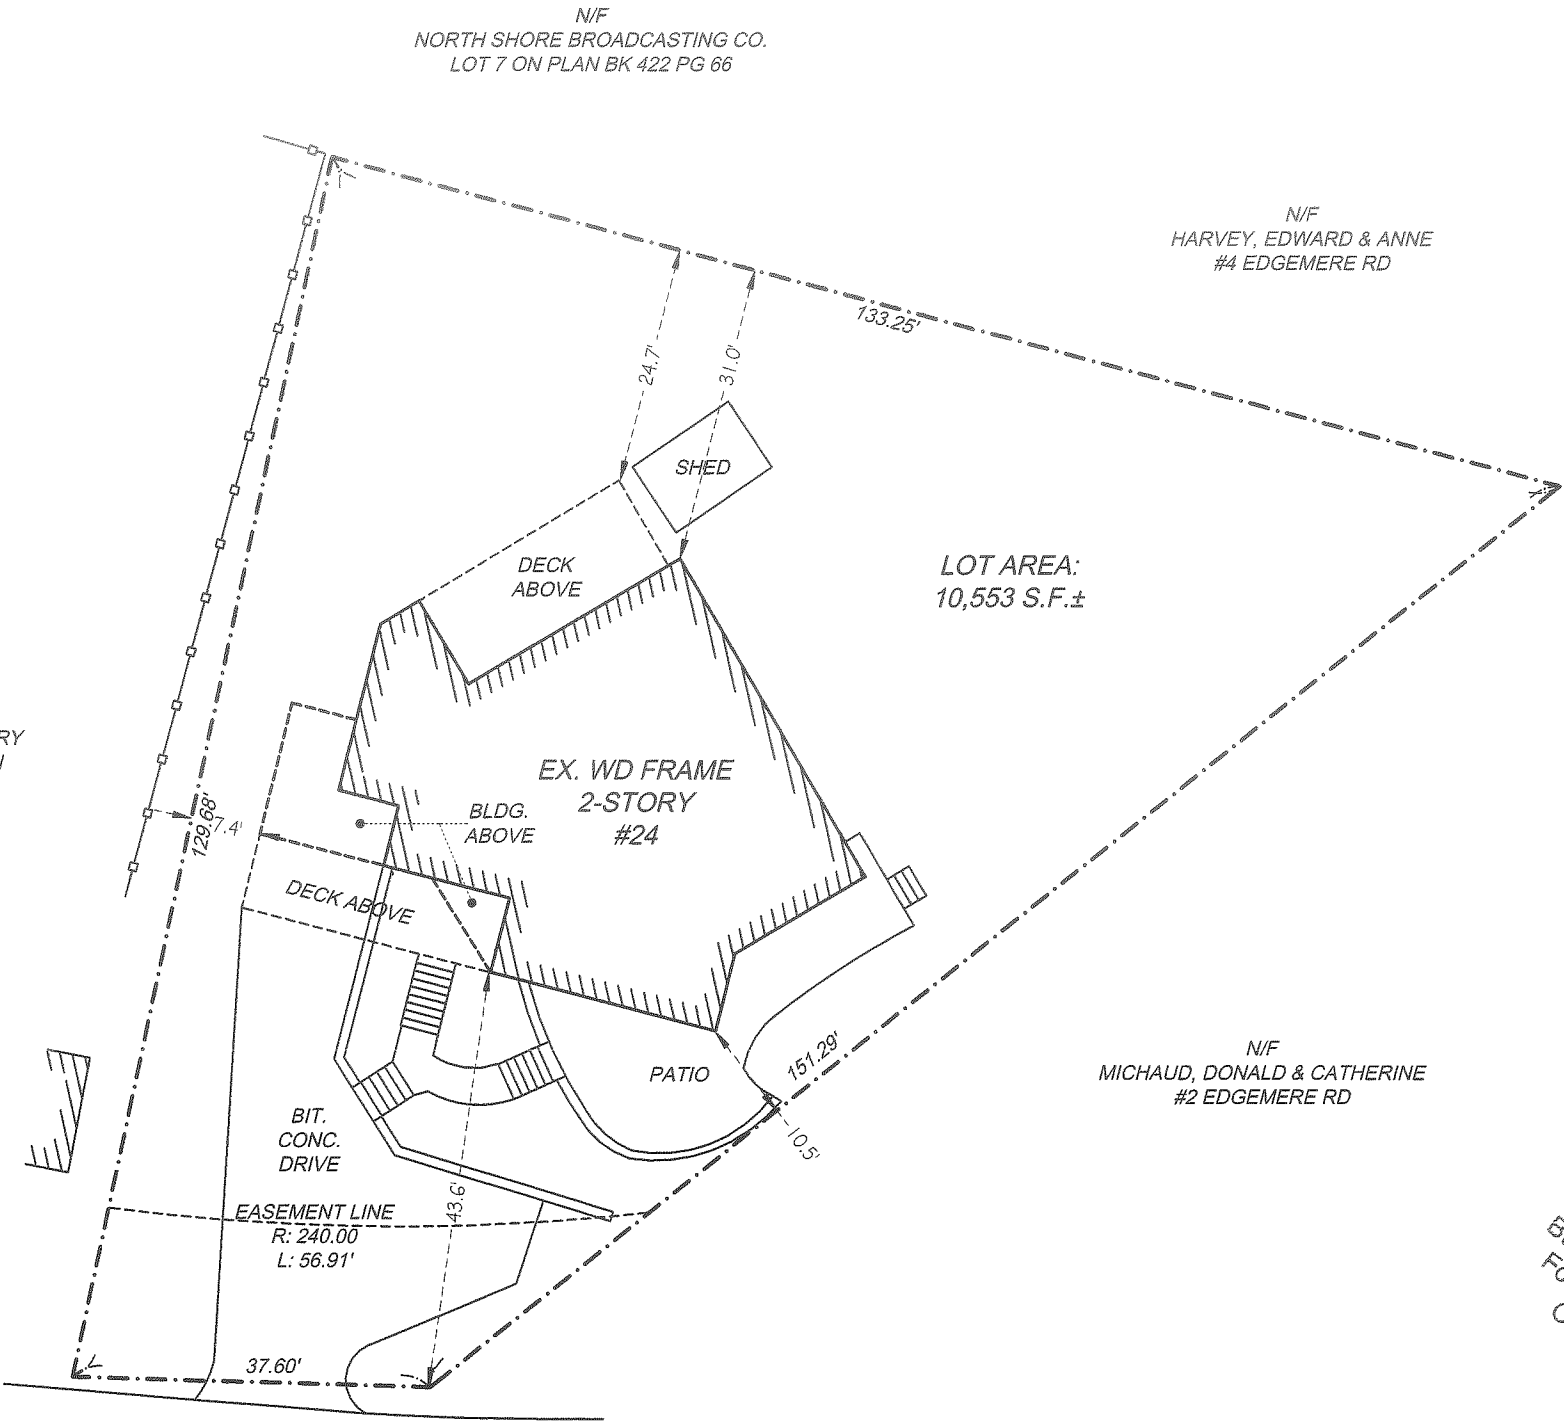 N/F
NORTH SHORE BROADCASTING CO.
LOT 7 ON PLAN BK 422 PG 66
N/F
HARVEY, EDWARD & ANNE
#4 EDGEMERE RD
133.25'
24.7'
31.0'
SHED
DECK
ABOVE
LOT AREA:
10,553 S.F.±
RY
EX. WD FRAME
2-STORY
#24
BLDG.
ABOVE
129.68'
7.4'
DECK ABOVE
PATIO
151.29'
10.5'
N/F
MICHAUD, DONALD & CATHERINE
#2 EDGEMERE RD
BIT.
CONC.
DRIVE
43.6'
EASEMENT LINE
R: 240.00
L: 56.91'
37.60'